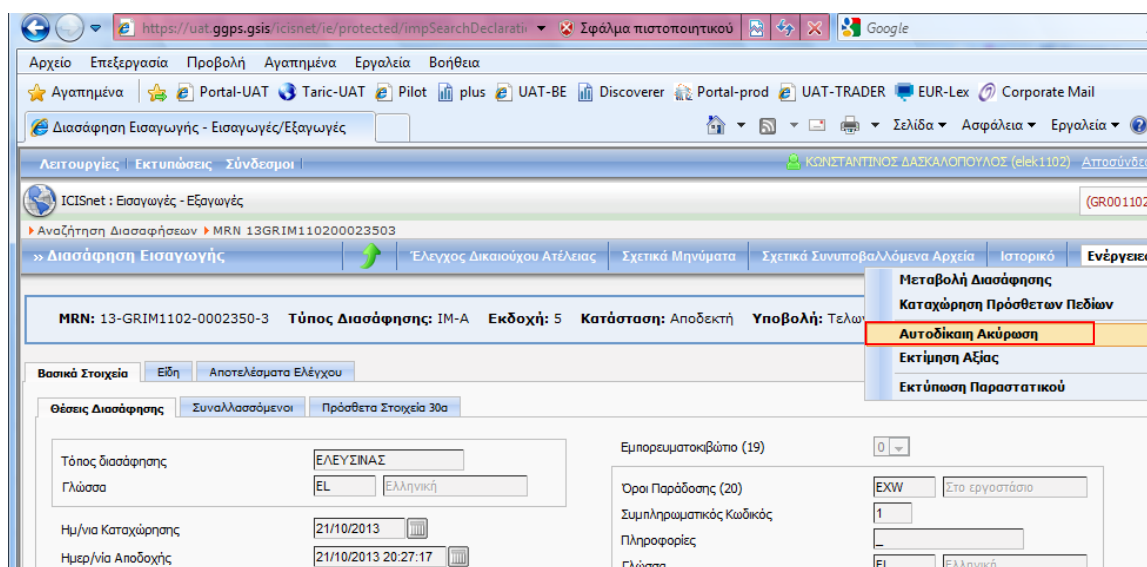 https://uat.ggps.gsis/icisnet/ie/protected/impSearchDeclarati Σφάλμα πιστοποιητικού Google
Αρχείο Επεξεργασία Προβολή Αγαπημένα Εργαλεία Βοήθεια
Αγαπημένα Portal-UAT Taric-UAT Pilot plus UAT-BE Discoverer Portal-prod UAT-TRADER EUR-Lex Corporate Mail
Διασάφηση Εισαγωγής - Εισαγωγές/Εξαγωγές Σελίδα Ασφάλεια Εργαλεία
Λειτουργίες | Εκτυπώσεις Σύνδεσμοι | ΚΩΝΣΤΑΝΤΙΝΟΣ ΔΑΣΚΑΛΟΠΟΥΛΟΣ (elek1102) Αποσύνδε
ICISnet : Εισαγωγές - Εξαγωγές (GR001102
Αναζήτηση Διασαφήσεων MRN 13GRIM110200023503
» Διασάφηση Εισαγωγής Έλεγχος Δικαιούχου Ατέλειας Σχετικά Μηνύματα Σχετικά Συνυποβαλλόμενα Αρχεία Ιστορικό Ενέργειες
Μεταβολή Διασάφησης
Καταχώρηση Πρόσθετων Πεδίων
MRN: 13-GRIM1102-0002350-3 Τύπος Διασάφησης: IM-A Εκδοχή: 5 Κατάσταση: Αποδεκτή Υποβολή: Τελων
Αυτοδίκαιη Ακύρωση
Εκτίμηση Αξίας
Εκτύπωση Παραστατικού
Βασικά Στοιχεία Είδη Αποτελέσματα Ελέγχου
Θέσεις Διασάφησης Συναλλασσόμενοι Πρόσθετα Στοιχεία 30α
Τόπος διασάφησης ΕΛΕΥΣΙΝΑΣ
Γλώσσα EL Ελληνική
Ημ/νια Καταχώρησης 21/10/2013
Ημερ/νία Αποδοχής 21/10/2013 20:27:17
Εμπορευματοκιβώτιο (19) 0
Όροι Παράδοσης (20) EXW Στο εργοστάσιο
Συμπληρωματικός Κωδικός 1
Πληροφορίες _
Γλώσσα EL Ελληνική